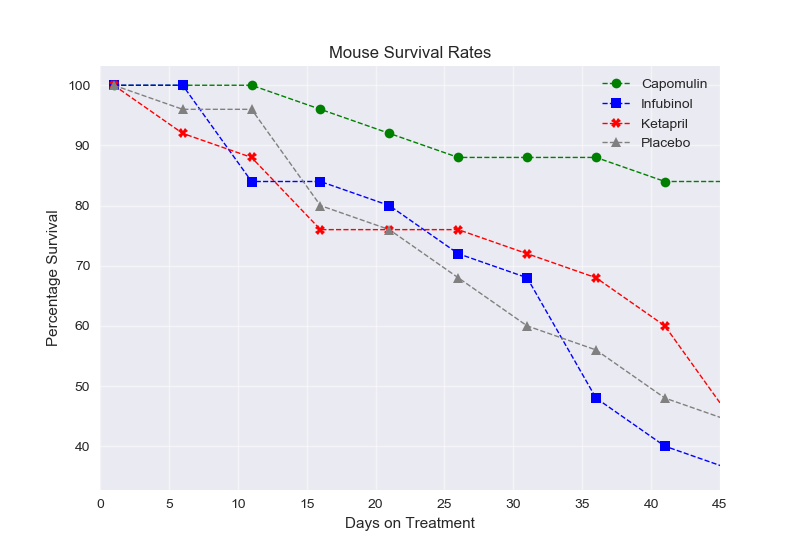 Mouse Survival Rates
Capomulin
Infubinol
Ketapril
Placebo
Percentage Survival
100
90
80
70
60
50
40
0 5 10 15 20 25 30 35 40 45
Days on Treatment